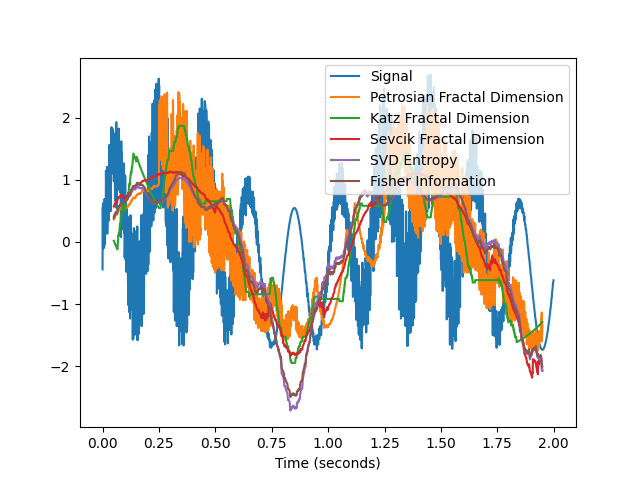 Signal
Petrosian Fractal Dimension
Katz Fractal Dimension
Sevcik Fractal Dimension
SVD Entropy
Fisher Information
2
1
0
−1
−2
0.00 0.25 0.50 0.75 1.00 1.25 1.50 1.75 2.00
Time (seconds)